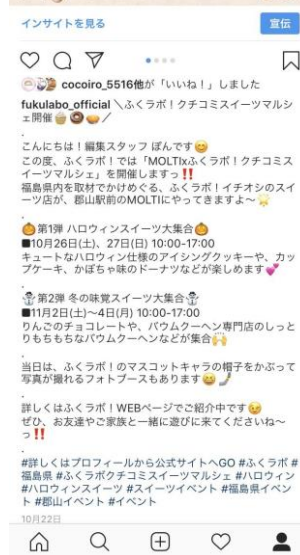 インサイトを見る
宣伝
cocoiro_5516他が「いいね！」しました
fukulabo_official ＼ふくラボ！クチコミスイーツマルシ
ェ開催🧁🍩🥧／
.
こんにちは！編集スタッフ ぽんです😊
この度、ふくラボ！では「MOLTIxふくラボ！クチコミス
イーツマルシェ」を開催しますっ‼️
福島県内を取材でかけめぐる、ふくラボ！イチオシのスイ
ーツ店が、郡山駅前のMOLTIにやってきますよ〜🌟
.
🎃第1弾 ハロウィンスイーツ大集合🎃
■10月26日(土)、27日(日) 10:00-17:00
キュートなハロウィン仕様のアイシングクッキーや、カッ
プケーキ、かぼちゃ味のドーナツなどが楽しめます💕
.
☃️第2弾 冬の味覚スイーツ大集合☃️
■11月2日(土)〜4日(月) 10:00-17:00
りんごのチョコレートや、バウムクーヘン専門店のしっと
りもちもちなバウムクーヘンなどが集合🙌
.
当日は、ふくラボ！のマスコットキャラの帽子をかぶって
写真が撮れるフォトブースもあります😆🤳
.
詳しくはふくラボ！WEBページでご紹介中です😉
ぜひ、お友達やご家族と一緒に遊びに来てくださいね〜
っ‼️
.
#詳しくはプロフィールから公式サイトへGO #ふくラボ #
福島県 #ふくラボクチコミスイーツマルシェ #ハロウィン
#ハロウィンスイーツ #スイーツイベント #福島県イベン
ト #郡山イベント #イベント
10月22日